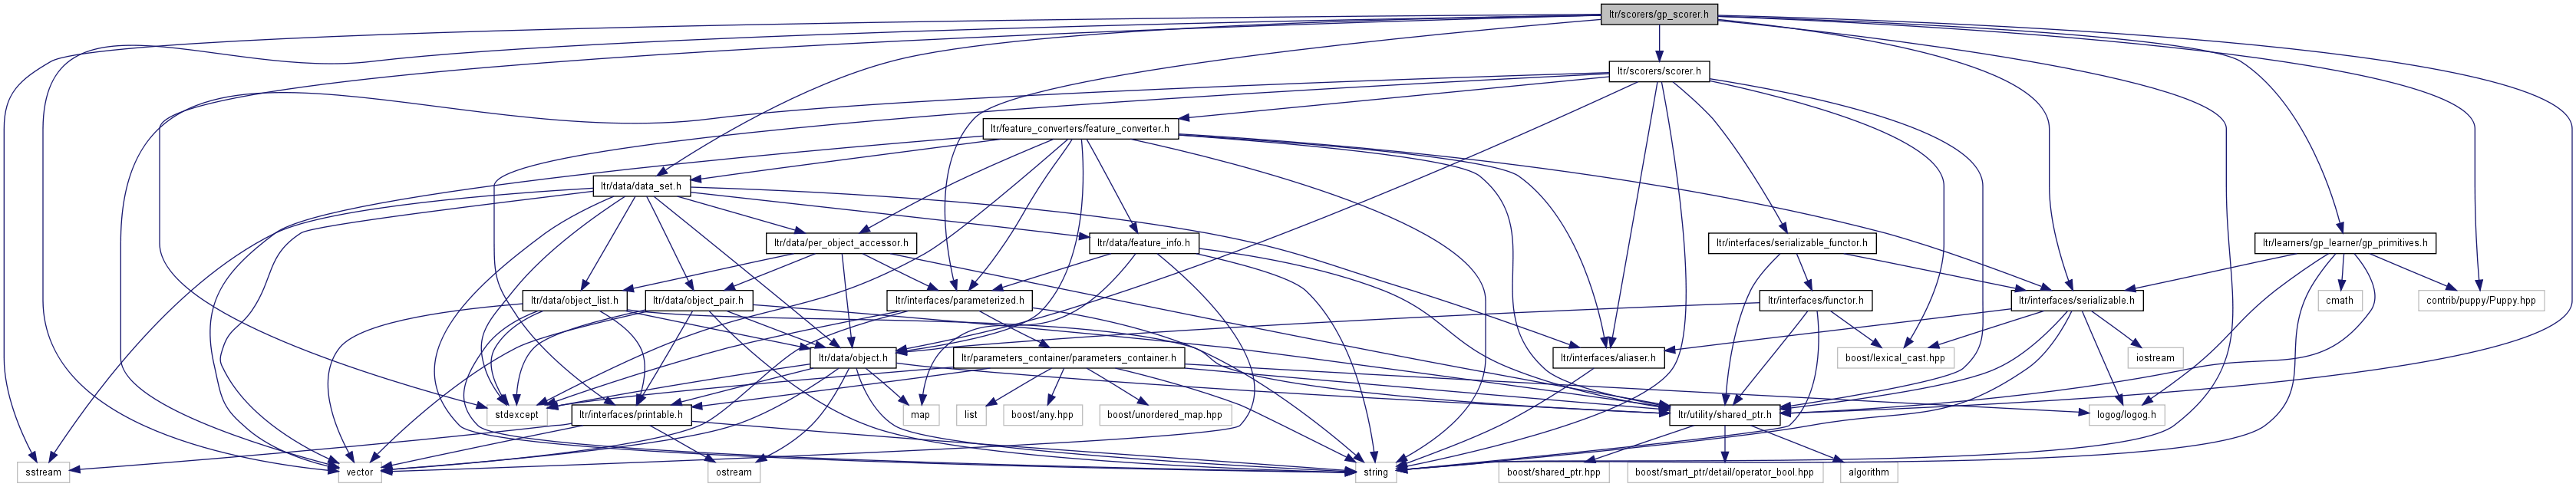 ltr/scorers/gp_scorer.h
ltr/scorers/scorer.h
ltr/feature_converters/feature_converter.h
ltr/data/data_set.h
ltr/data/per_object_accessor.h
ltr/data/feature_info.h
ltr/interfaces/serializable_functor.h
ltr/learners/gp_learner/gp_primitives.h
ltr/data/object_list.h
ltr/data/object_pair.h
ltr/interfaces/parameterized.h
ltr/interfaces/functor.h
ltr/interfaces/serializable.h
cmath
contrib/puppy/Puppy.hpp
ltr/data/object.h
ltr/parameters_container/parameters_container.h
ltr/interfaces/aliaser.h
boost/lexical_cast.hpp
iostream
stdexcept
ltr/interfaces/printable.h
map
list
boost/any.hpp
boost/unordered_map.hpp
ltr/utility/shared_ptr.h
logog/logog.h
sstream
vector
ostream
string
boost/shared_ptr.hpp
boost/smart_ptr/detail/operator_bool.hpp
algorithm